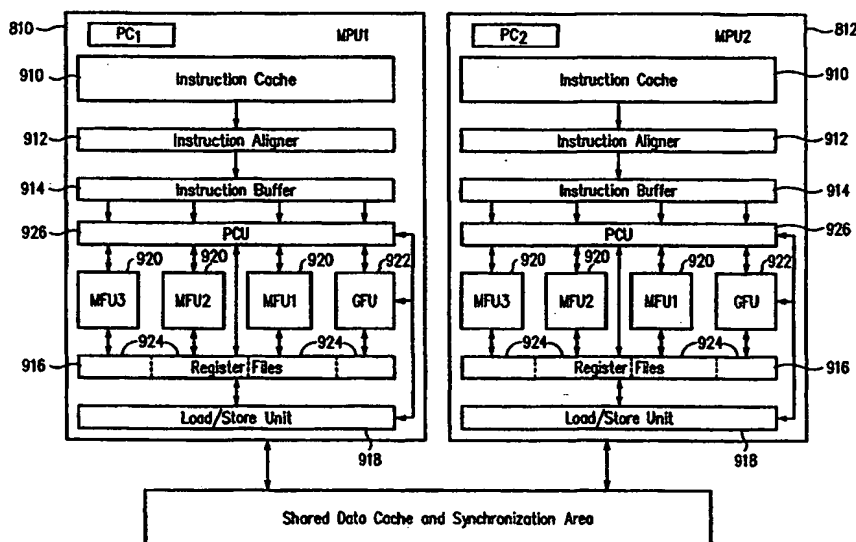 810
PC1
MPU1
910
Instruction Cache
912
Instruction Aligner
914
Instruction Buffer
926
PCU
920
920
920
922
MFU3
MFU2
MFU1
GFU
924
924
916
Register Files
Load/Store Unit
918
PC2
MPU2
812
Instruction Cache
910
Instruction Aligner
912
Instruction Buffer
914
PCU
926
920
920
920
922
MFU3
MFU2
MFU1
GFU
924
924
Register Files
916
Load/Store Unit
918
Shared Data Cache and Synchronization Area